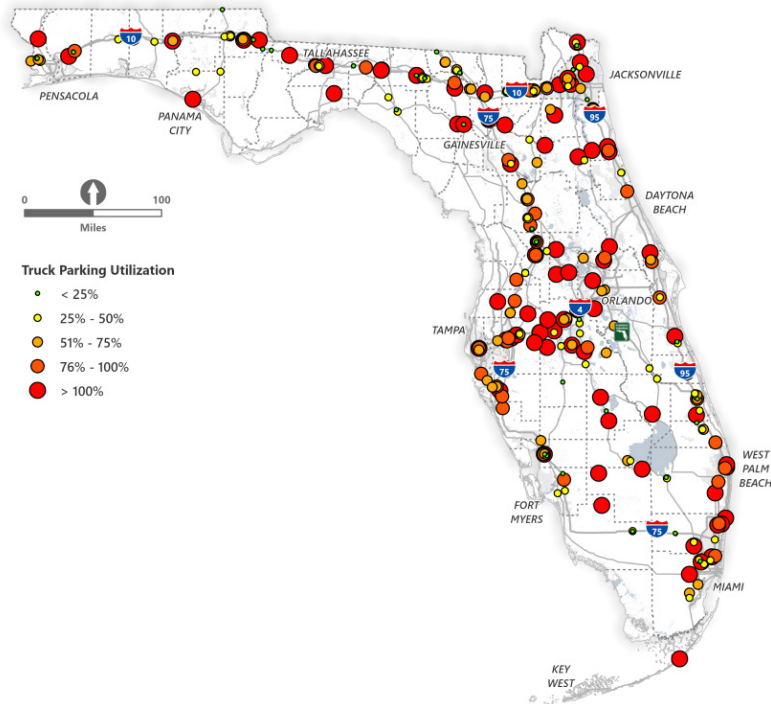 10
TALLAHASSEE
JACKSONVILLE
PENSACOLA
10
PANAMA
CITY
75
95
GAINESVILLE
0
100
Miles
DAYTONA
BEACH
Truck Parking Utilization
< 25%
25% - 50%
51% - 75%
76% - 100%
> 100%
ORLANDO
4
TAMPA
75
95
WEST
PALM
BEACH
FORT
MYERS
75
MIAMI
KEY
WEST